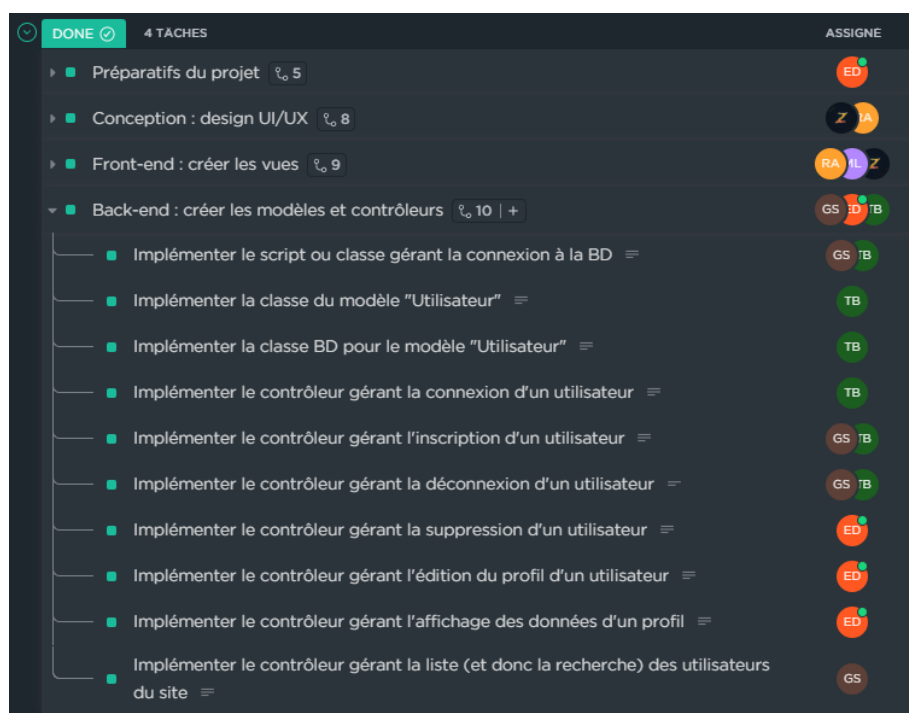 DONE 4 TÂCHES ASSIGNÉ
Préparatifs du projet 5 ED
Conception : design UI/UX 8 Z RA
Front-end : créer les vues 9 RA ML Z
Back-end : créer les modèles et contrôleurs 10 | + GS ED TB
Implémenter le script ou classe gérant la connexion à la BD GS TB
Implémenter la classe du modèle "Utilisateur" TB
Implémenter la classe BD pour le modèle "Utilisateur" TB
Implémenter le contrôleur gérant la connexion d'un utilisateur TB
Implémenter le contrôleur gérant l'inscription d'un utilisateur GS TB
Implémenter le contrôleur gérant la déconnexion d'un utilisateur GS TB
Implémenter le contrôleur gérant la suppression d'un utilisateur ED
Implémenter le contrôleur gérant l'édition du profil d'un utilisateur ED
Implémenter le contrôleur gérant l'affichage des données d'un profil ED
Implémenter le contrôleur gérant la liste (et donc la recherche) des utilisateurs
du site GS